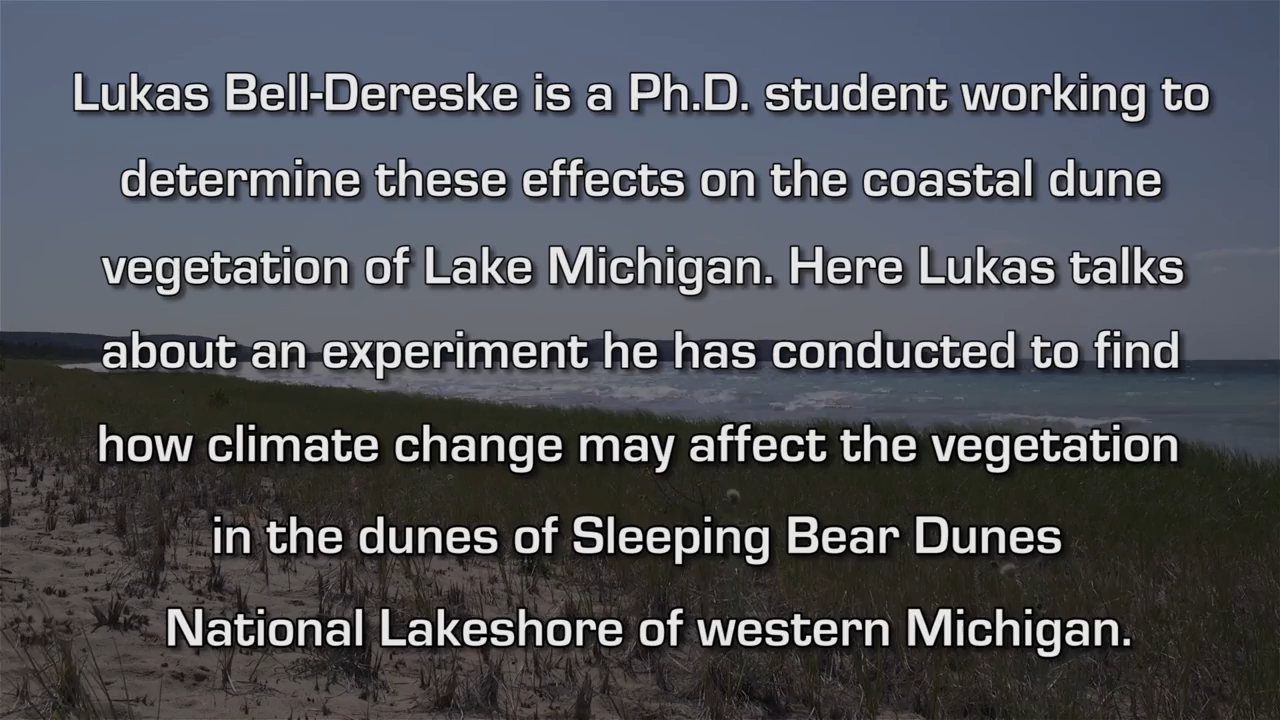 Lukas Bell-Dereske is a Ph.D. student working to
determine these effects on the coastal dune
vegetation of Lake Michigan. Here Lukas talks
about an experiment he has conducted to find
how climate change may affect the vegetation
in the dunes of Sleeping Bear Dunes
National Lakeshore of western Michigan.